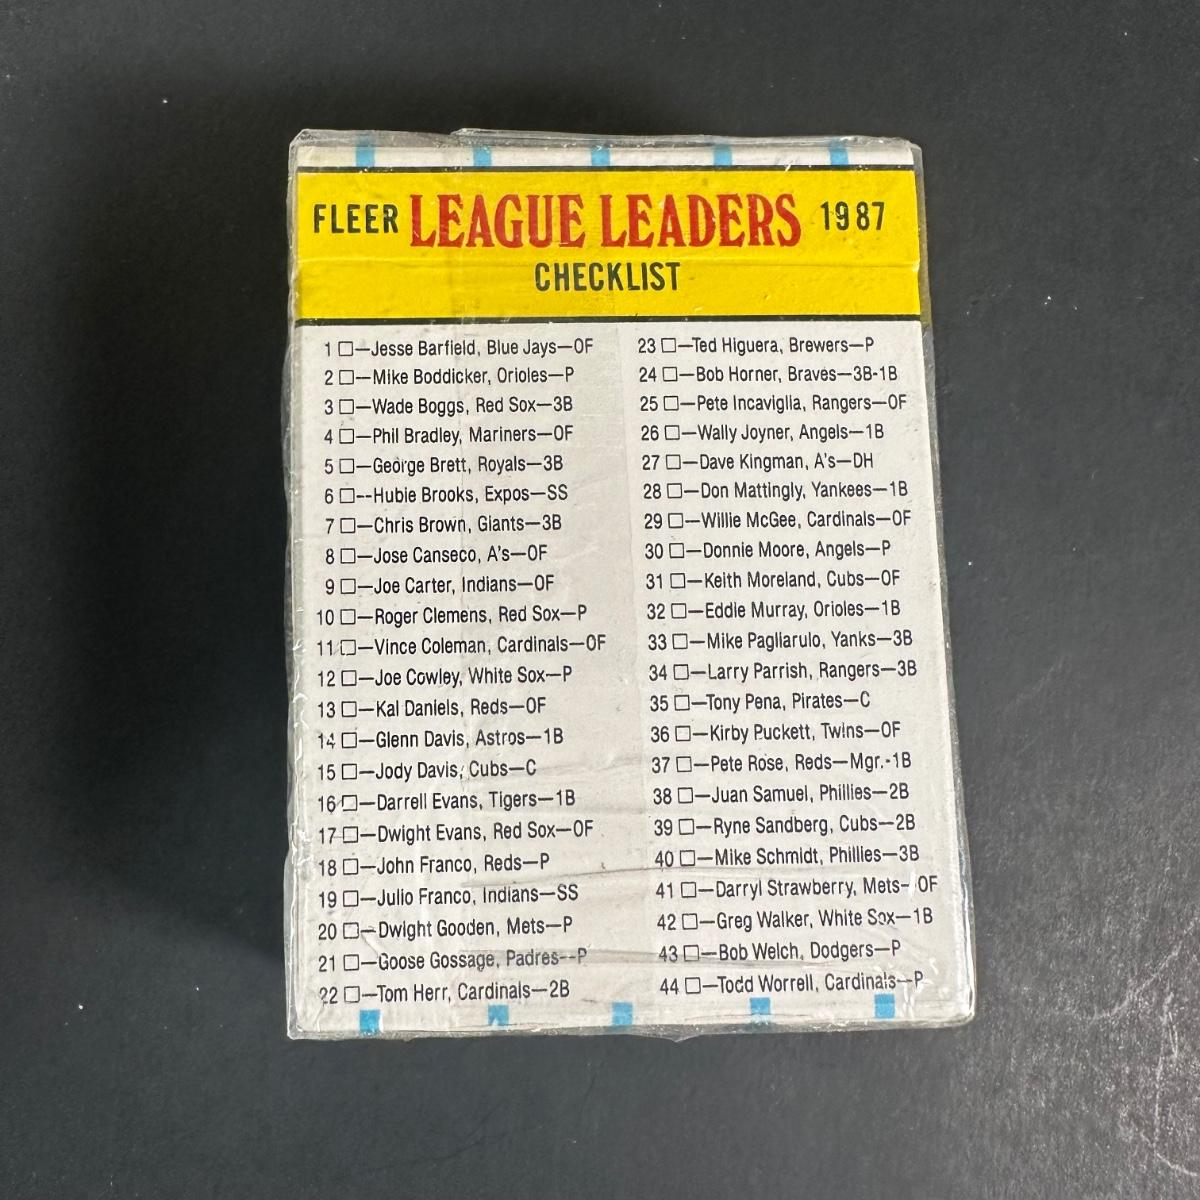 FLEER LEAGUE LEADERS 1987
CHECKLIST
1 □—Jesse Barfield, Blue Jays—OF
2 □—Mike Boddicker, Orioles—P
3 □—Wade Boggs, Red Sox—3B
4 □—Phil Bradley, Mariners—OF
5 □—George Brett, Royals—3B
6 □--Hubie Brooks, Expos—SS
7 □—Chris Brown, Giants—3B
8 □—Jose Canseco, A's—OF
9 □—Joe Carter, Indians—OF
10 □—Roger Clemens, Red Sox—P
11 □—Vince Coleman, Cardinals—OF
12 □—Joe Cowley, White Sox—P
13 □—Kal Daniels, Reds—OF
14 □—Glenn Davis, Astros—1B
15 □—Jody Davis, Cubs—C
16 □—Darrell Evans, Tigers—1B
17 □—Dwight Evans, Red Sox—OF
18 □—John Franco, Reds—P
19 □—Julio Franco, Indians—SS
20 □—Dwight Gooden, Mets—P
21 □—Goose Gossage, Padres--P
22 □—Tom Herr, Cardinals—2B
23 □—Ted Higuera, Brewers—P
24 □—Bob Horner, Braves—3B-1B
25 □—Pete Incaviglia, Rangers—OF
26 □—Wally Joyner, Angels—1B
27 □—Dave Kingman, A's—DH
28 □—Don Mattingly, Yankees—1B
29 □—Willie McGee, Cardinals—OF
30 □—Donnie Moore, Angels—P
31 □—Keith Moreland, Cubs—OF
32 □—Eddie Murray, Orioles—1B
33 □—Mike Pagliarulo, Yanks—3B
34 □—Larry Parrish, Rangers—3B
35 □—Tony Pena, Pirates—C
36 □—Kirby Puckett, Twins—OF
37 □—Pete Rose, Reds—Mgr.-1B
38 □—Juan Samuel, Phillies—2B
39 □—Ryne Sandberg, Cubs—2B
40 □—Mike Schmidt, Phillies—3B
41 □—Darryl Strawberry, Mets-OF
42 □—Greg Walker, White Sox—1B
43 □—Bob Welch, Dodgers—P
44 □—Todd Worrell, Cardinals—P